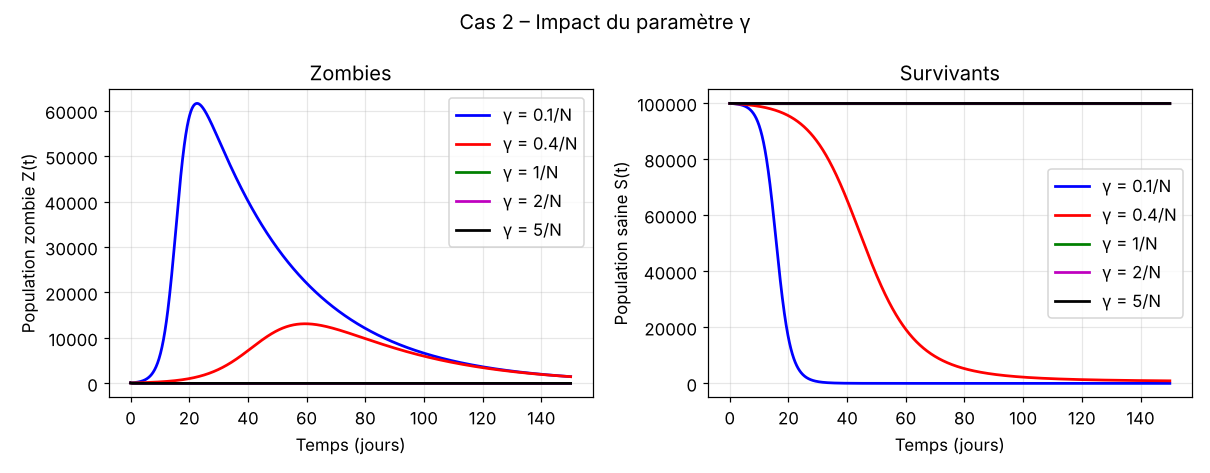 Cas 2 – Impact du paramètre γ
Zombies
Population zombie Z(t)
60000
50000
40000
30000
20000
10000
0
0 20 40 60 80 100 120 140
Temps (jours)
γ = 0.1/N
γ = 0.4/N
γ = 1/N
γ = 2/N
γ = 5/N
Survivants
Population saine S(t)
100000
80000
60000
40000
20000
0
0 20 40 60 80 100 120 140
Temps (jours)
γ = 0.1/N
γ = 0.4/N
γ = 1/N
γ = 2/N
γ = 5/N